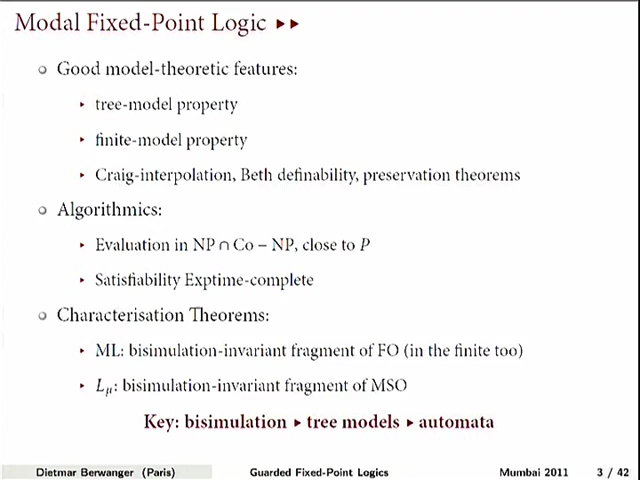 Modal Fixed-Point Logic ▸▸
Good model-theoretic features:
▸ tree-model property
▸ finite-model property
▸ Craig-interpolation, Beth definability, preservation theorems
Algorithmics:
▸ Evaluation in NP ∩ Co − NP, close to P
▸ Satisfiability Exptime-complete
Characterisation Theorems:
▸ ML: bisimulation-invariant fragment of FO (in the finite too)
▸ Lμ: bisimulation-invariant fragment of MSO
Key: bisimulation ▸ tree models ▸ automata
Dietmar Berwanger (Paris) Guarded Fixed-Point Logics Mumbai 2011 3 / 42